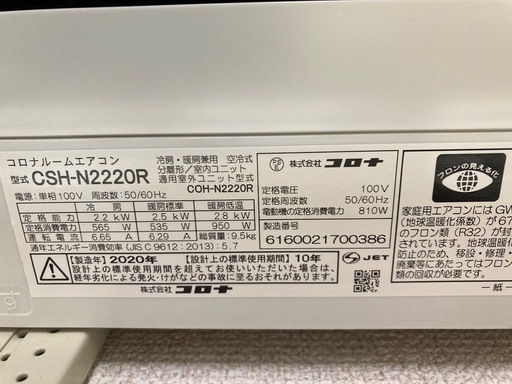 コロナルームエアコン
型式 CSH-N2220R
冷房・暖房兼用 空冷式
分離形/室内ユニット
適用室外ユニット型式
COH-N2220R
電源: 単相100V 周波数: 50/60Hz
冷房 暖房標準 暖房低温
定格能力 2.2 kW 2.5 kW 2.8 kW
定格消費電力 565 W 535 W 950 W
運転電流 6.65 A 6.29 A 総質量: 9.5kg
通年エネルギー消費効率(JIS C 9612:2013): 5.7
株式会社 コロナ
定格電圧 100V
定格周波数 50/60Hz
電動機の定格消費電力 810W
製造番号
6160021700386
【製造年】2020年 【設計上の標準使用期間】10年
設計上の標準使用期間を超えてお使いいただいた場合は、
経年劣化による発火・けがなどの事故に至るおそれがあります。
株式会社 コロナ
JET
フロンの見える化
家庭用エアコンにはGW
(地球温暖化係数)が67
のフロン類(R32)が封
されています。地球温暖
防止のため、移設・修理・
廃棄等にあたってはフロン
類の回収が必要です。
一紙一